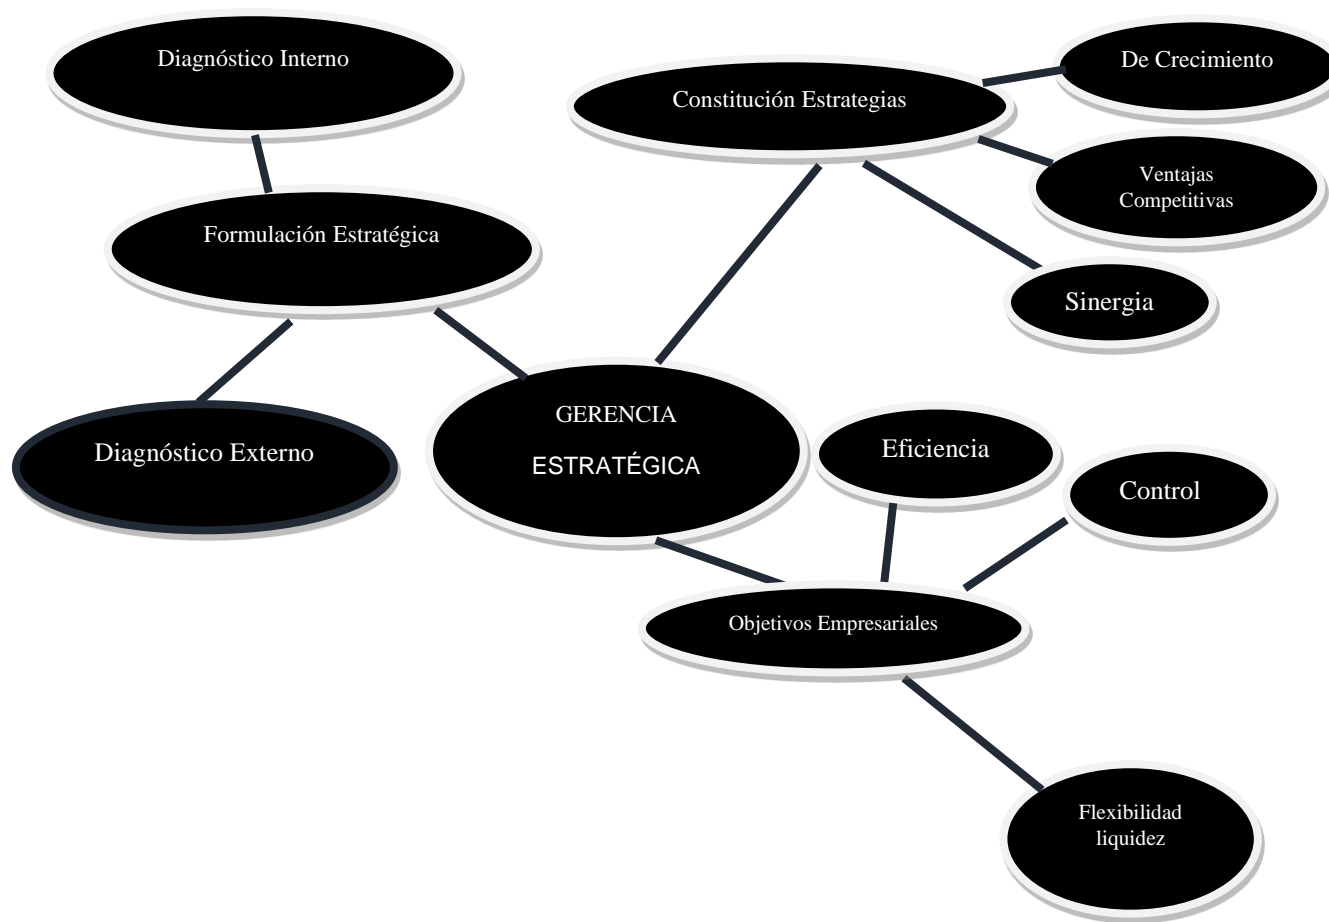 Diagnóstico Interno
De Crecimiento
Constitución Estrategias
Ventajas
Competitivas
Formulación Estratégica
Sinergia
GERENCIA
ESTRATÉGICA
Diagnóstico Externo
Eficiencia
Control
Objetivos Empresariales
Flexibilidad
liquidez